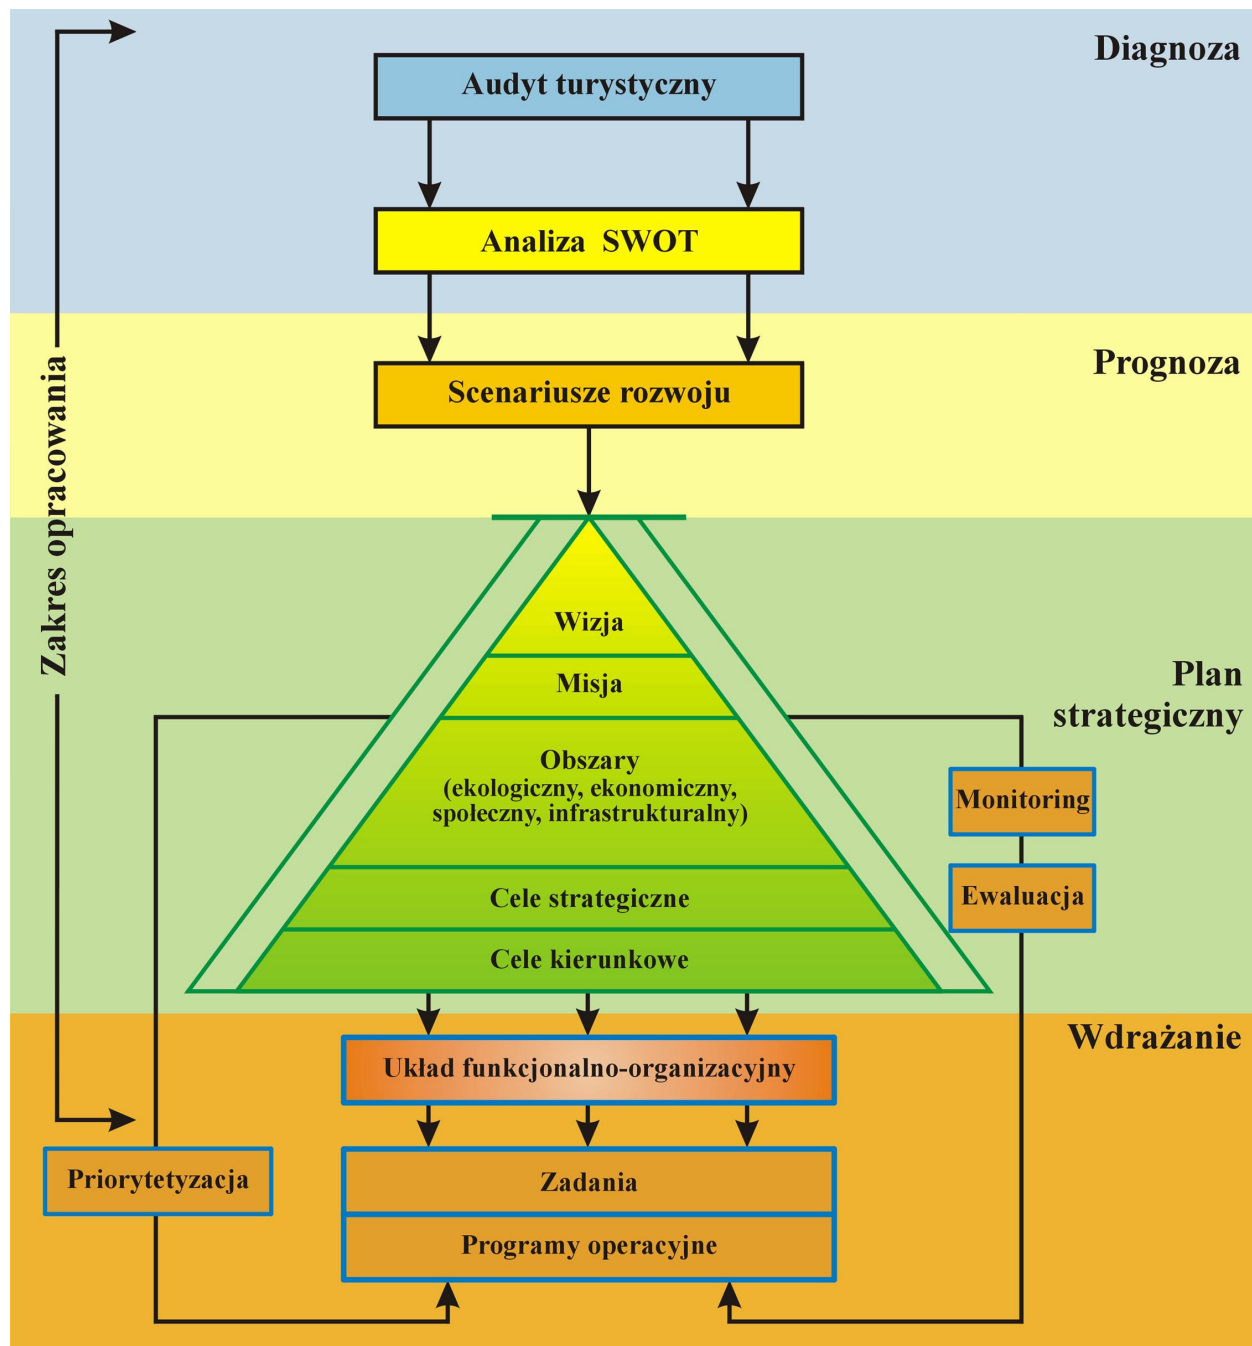 Diagnoza
Audyt turystyczny
Analiza SWOT
Prognoza
Scenariusze rozwoju
Zakres opracowania
Plan
strategiczny
Wizja
Misja
Obszary
(ekologiczny, ekonomiczny,
społeczny, infrastrukturalny)
Cele strategiczne
Cele kierunkowe
Monitoring
Ewaluacja
Wdrażanie
Układ funkcjonalno-organizacyjny
Priorytetyzacja
Zadania
Programy operacyjne